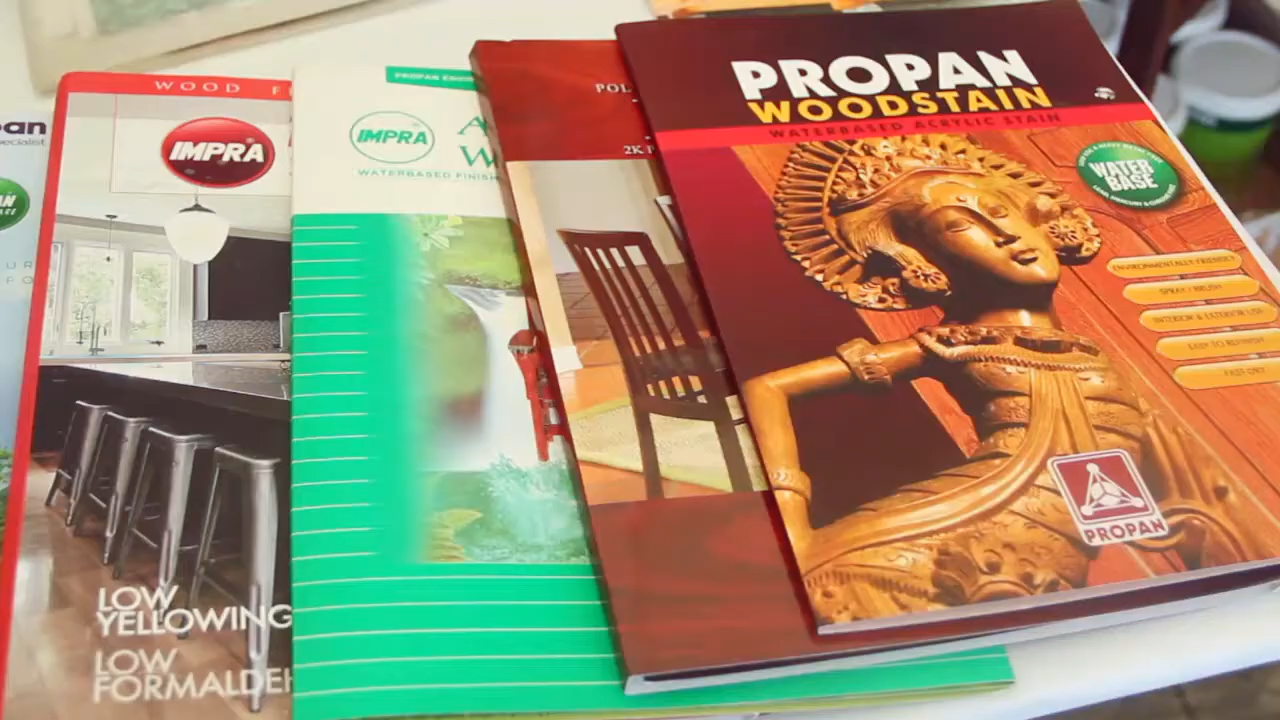 pan
ecialist
WOOD
IMPRA
LOW
YELLOWING
LOW
FORMALDEH
PROPAN
IMPRA
A
W
WATERBASED FINISH
POL
2K
PROPAN
WOODSTAIN
WATERBASED ACRYLIC STAIN
WATER
BASE
ENVIRONMENTALLY-FRIENDLY
SPRAY / BRUSH
INTERIOR & EXTERIOR USE
EASY TO REFINISH
FAST-DRY
PROPAN